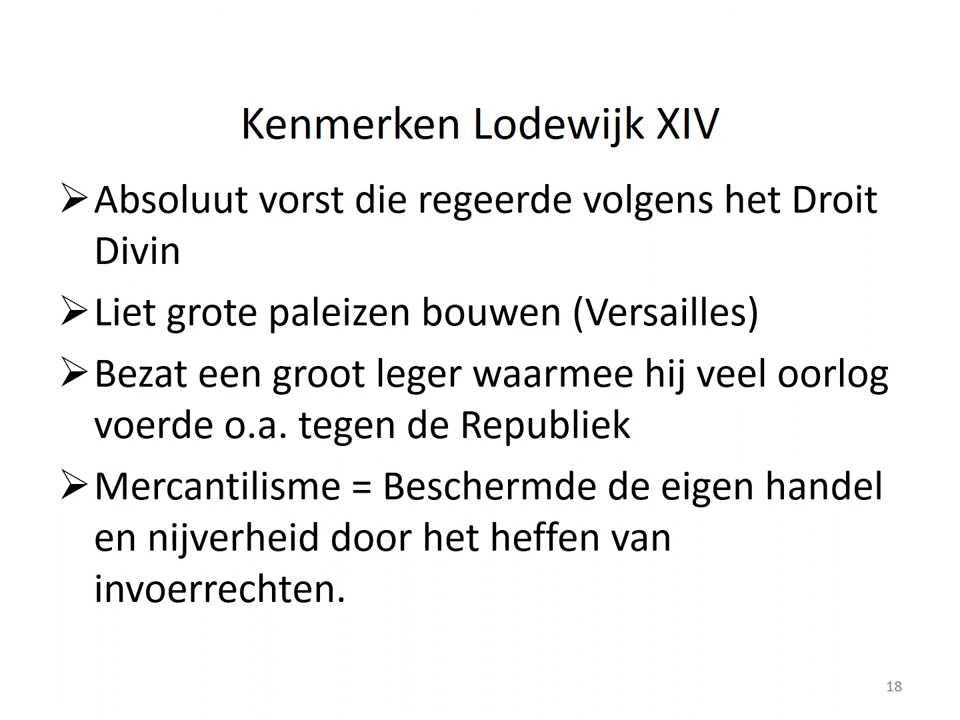 Kenmerken Lodewijk XIV
➢Absoluut vorst die regeerde volgens het Droit
Divin
➢Liet grote paleizen bouwen (Versailles)
➢Bezat een groot leger waarmee hij veel oorlog
voerde o.a. tegen de Republiek
➢Mercantilisme = Beschermde de eigen handel
en nijverheid door het heffen van
invoerrechten.
18